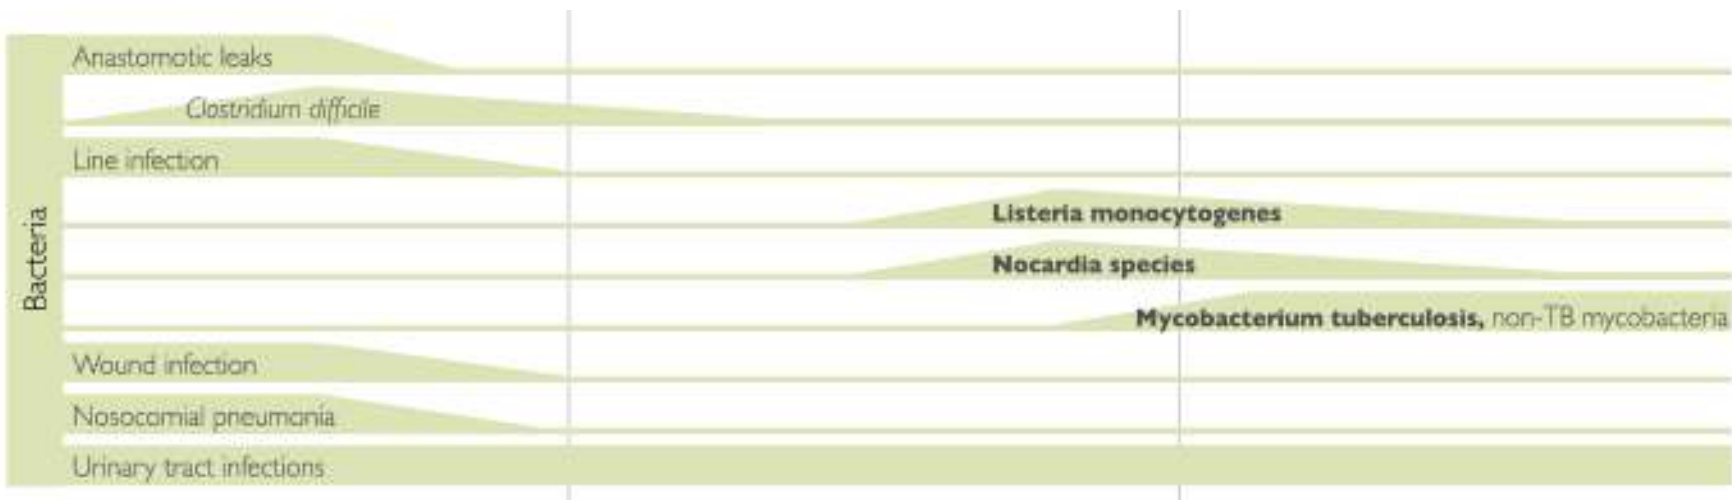 Bacteria
Anastomotic leaks
Clostridium difficile
Line infection
Listeria monocytogenes
Nocardia species
Mycobacterium tuberculosis, non-TB mycobacteria
Wound infection
Nosocomial pneumonia
Urinary tract infections